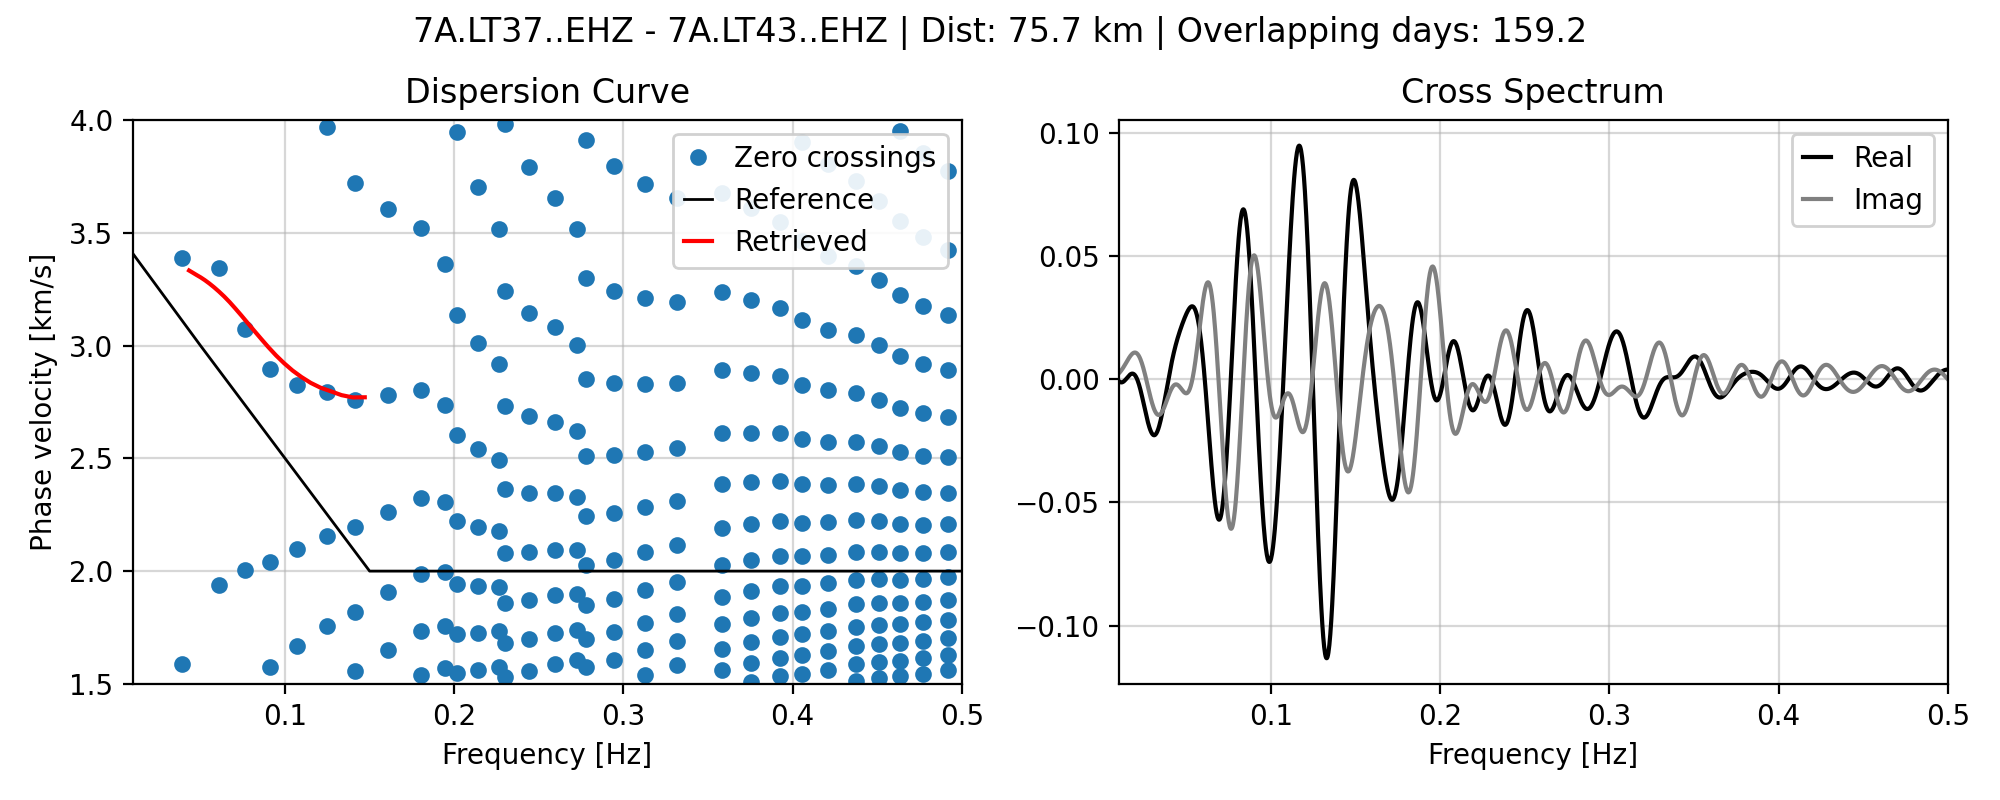 7A.LT37..EHZ - 7A.LT43..EHZ | Dist: 75.7 km | Overlapping days: 159.2
Dispersion Curve
Cross Spectrum
4.0
3.5
3.0
2.5
2.0
1.5
Phase velocity [km/s]
Zero crossings
Reference
Retrieved
0.1
0.2
0.3
0.4
0.5
Frequency [Hz]
0.10
0.05
0.00
−0.05
−0.10
Real
Imag
0.1
0.2
0.3
0.4
0.5
Frequency [Hz]